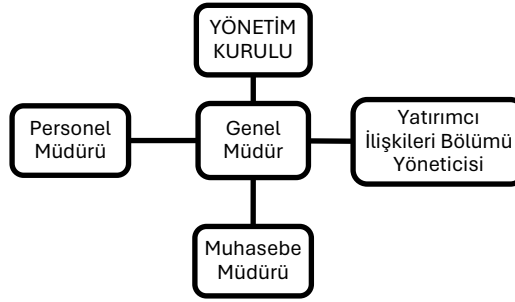 YÖNETİM
KURULU
Personel
Müdürü
Genel
Müdür
Yatırımcı
İlişkileri Bölümü
Yöneticisi
Muhasebe
Müdürü